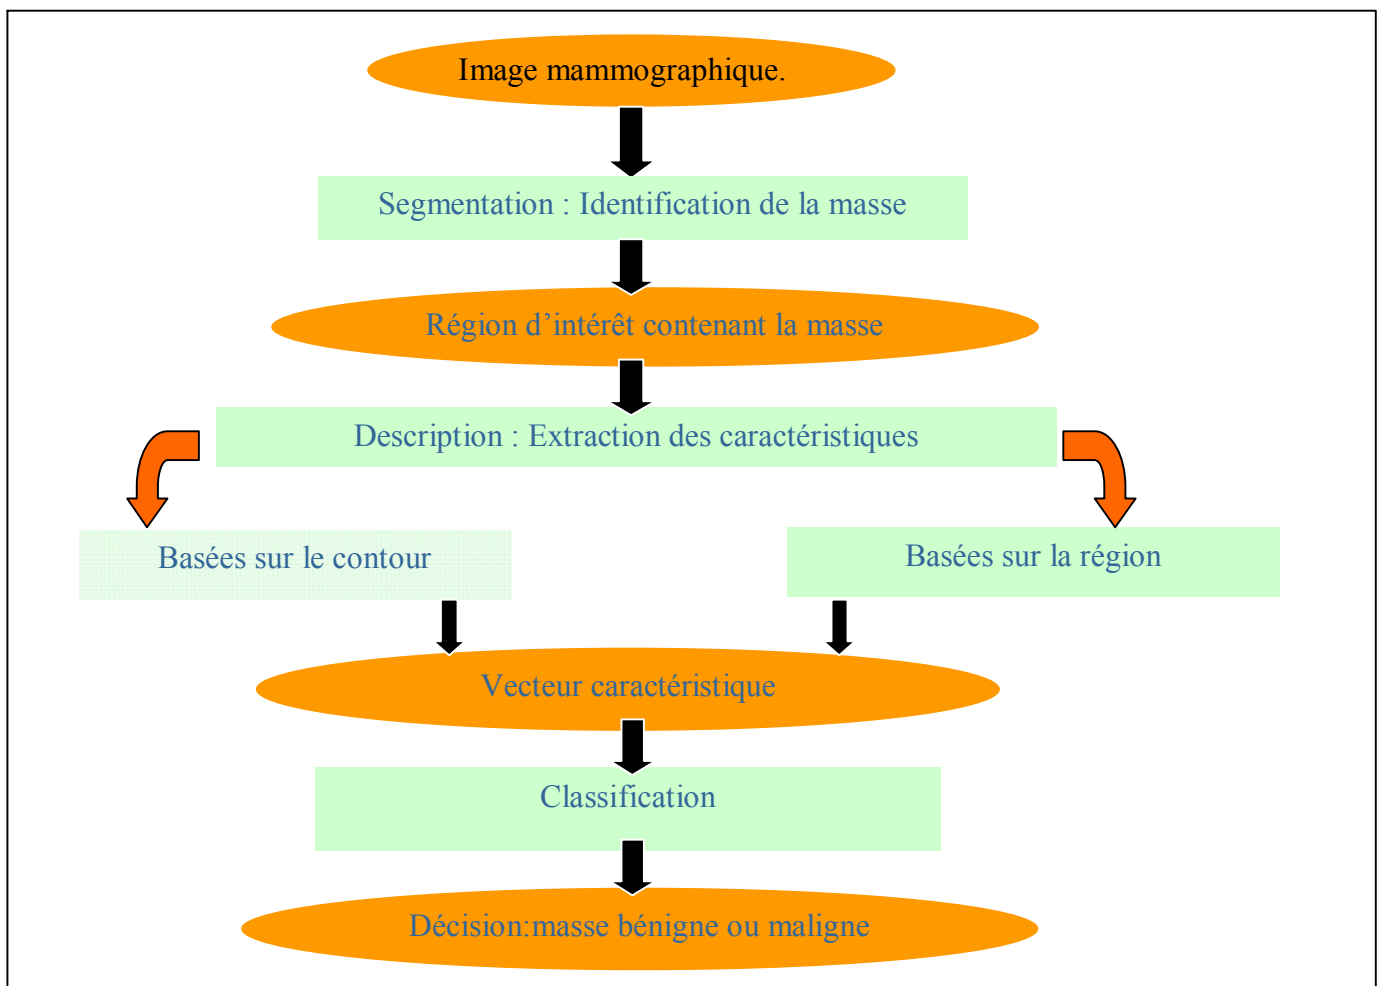 Image mammographique.
Segmentation : Identification de la masse
Région d’intérêt contenant la masse
Description : Extraction des caractéristiques
Basées sur le contour
Basées sur la région
Vecteur caractéristique
Classification
Décision:masse bénigne ou maligne